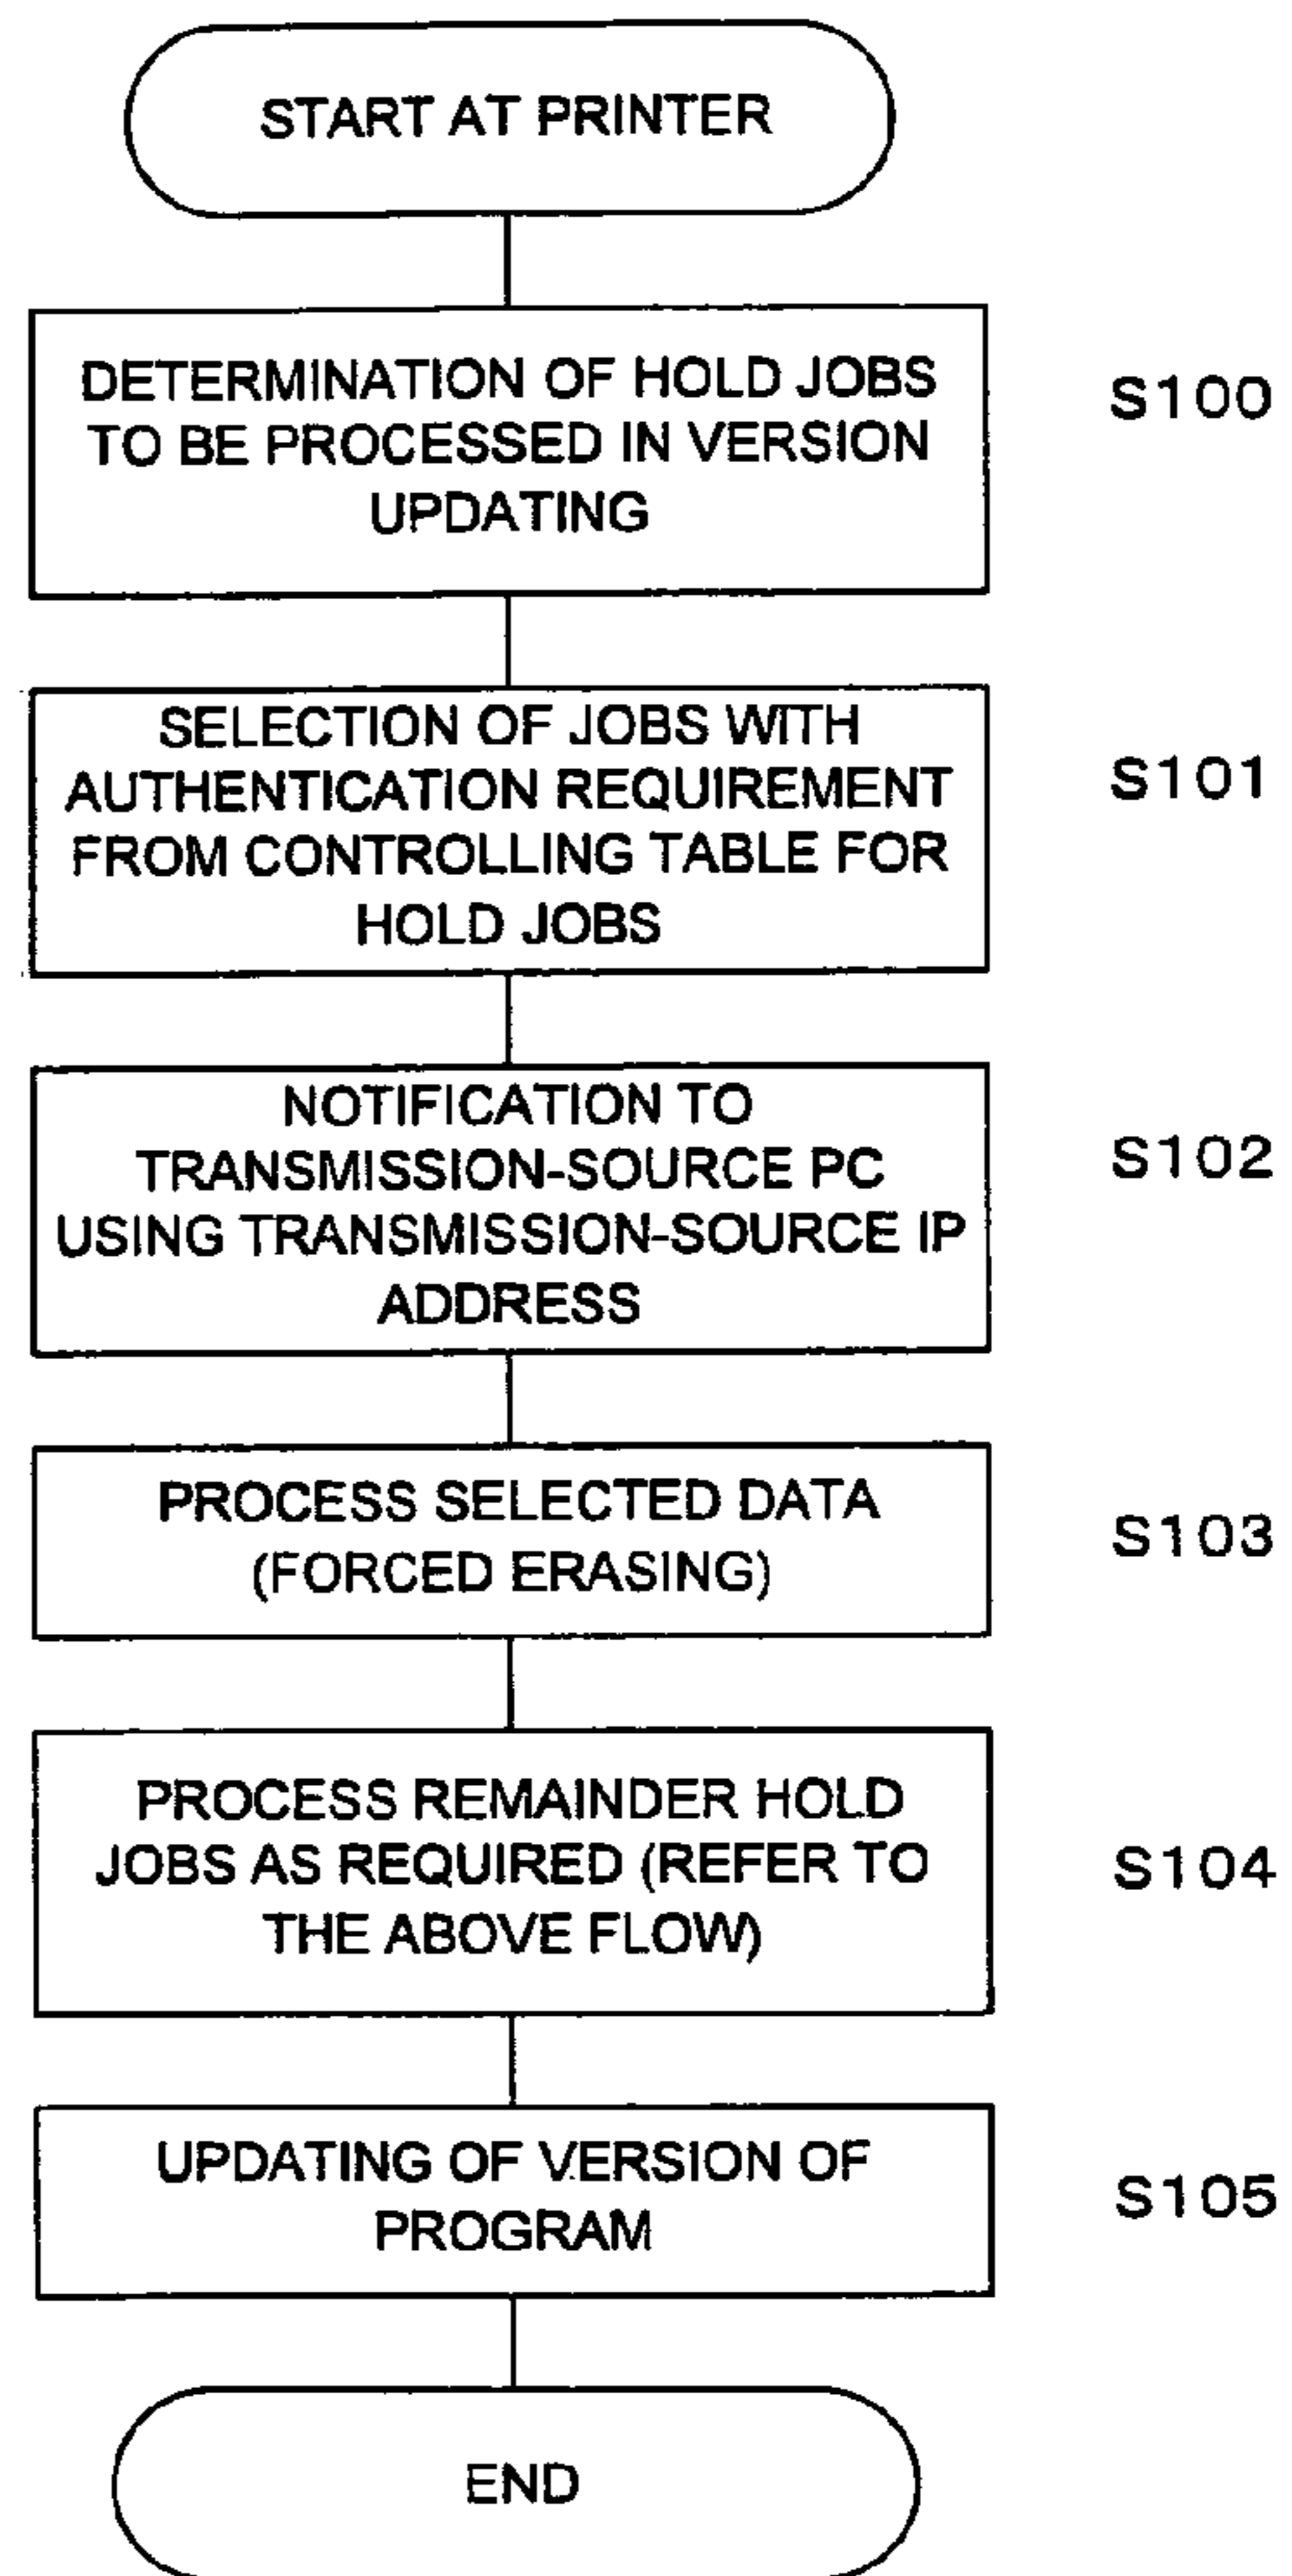 START AT PRINTER
DETERMINATION OF HOLD JOBS
TO BE PROCESSED IN VERSION
UPDATING
S100
SELECTION OF JOBS WITH
AUTHENTICATION REQUIREMENT
FROM CONTROLLING TABLE FOR
HOLD JOBS
S101
NOTIFICATION TO
TRANSMISSION-SOURCE PC
USING TRANSMISSION-SOURCE IP
ADDRESS
S102
PROCESS SELECTED DATA
(FORCED ERASING)
S103
PROCESS REMAINDER HOLD
JOBS AS REQUIRED (REFER TO
THE ABOVE FLOW)
S104
UPDATING OF VERSION OF
PROGRAM
S105
END